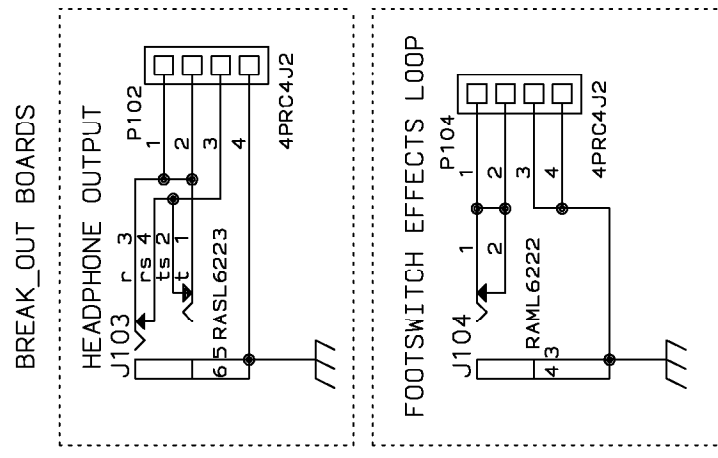 BREAK_OUT BOARDS
HEADPHONE OUTPUT
P102
1
2
3
4
4PRC4J2
r 3
rs 4
ts 2
t 1
RASL6223
J103
6 5
FOOTSWITCH EFFECTS LOOP
P104
1
2
3
4
4PRC4J2
1
2
RAML6222
J104
4 3